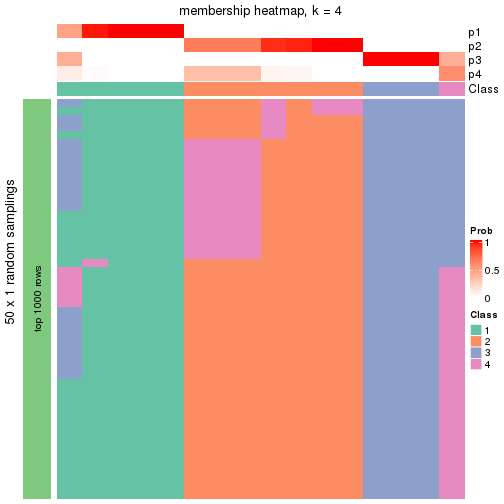 membership heatmap, k = 4
p1
p2
p3
p4
Class
50 x 1 random samplings
top 1000 rows
Prob
1
0.5
0
Class
1
2
3
4